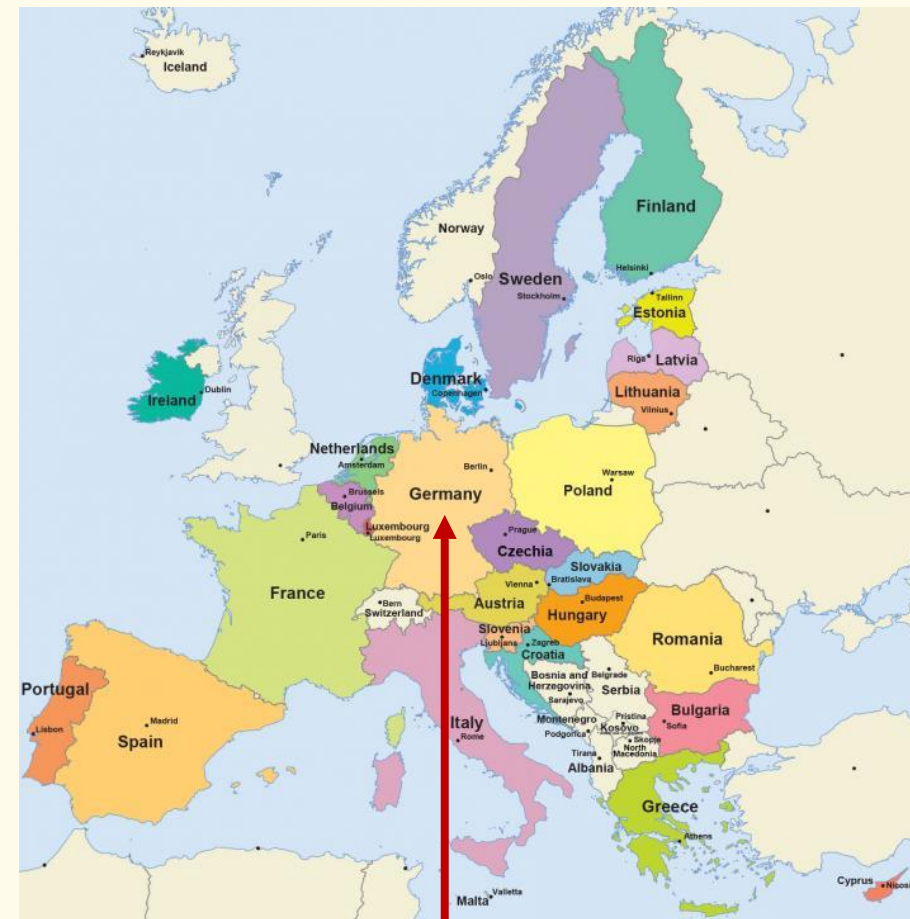 Reykjavik
Iceland
Finland
Norway
Helsinki
Oslo
Sweden
Stockholm
Tallinn
Estonia
Riga
Latvia
Denmark
Copenhagen
Lithuania
Vilnius
Dublin
Ireland
Netherlands
Amsterdam
Berlin
Germany
Warsaw
Poland
Brussels
Belgium
Luxembourg
Luxembourg
Paris
Prague
Czechia
Slovakia
Vienna
Bratislava
France
Bern
Switzerland
Austria
Budapest
Hungary
Slovenia
Ljubljana
Zagreb
Croatia
Romania
Bucharest
Bosnia and
Herzegovina
Sarajevo
Belgrade
Serbia
Portugal
Lisbon
Madrid
Spain
Italy
Rome
Montenegro
Podgorica
Pristina
Kosovo
Bulgaria
Sofia
Skopje
North
Macedonia
Tirana
Albania
Greece
Athens
Malta
Valletta
Cyprus
Nicosi